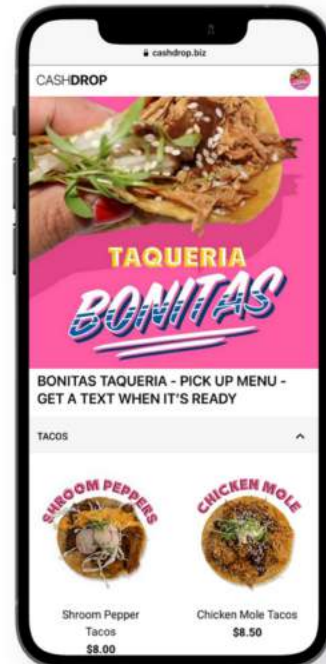 cashdrop.biz
CASHDROP
TAQUERIA
BONITAS
BONITAS TAQUERIA - PICK UP MENU -
GET A TEXT WHEN IT'S READY
TACOS
SHROOM PEPPERS
CHICKEN MOLE
Shroom Pepper
Tacos
$8.00
Chicken Mole Tacos
$8.50